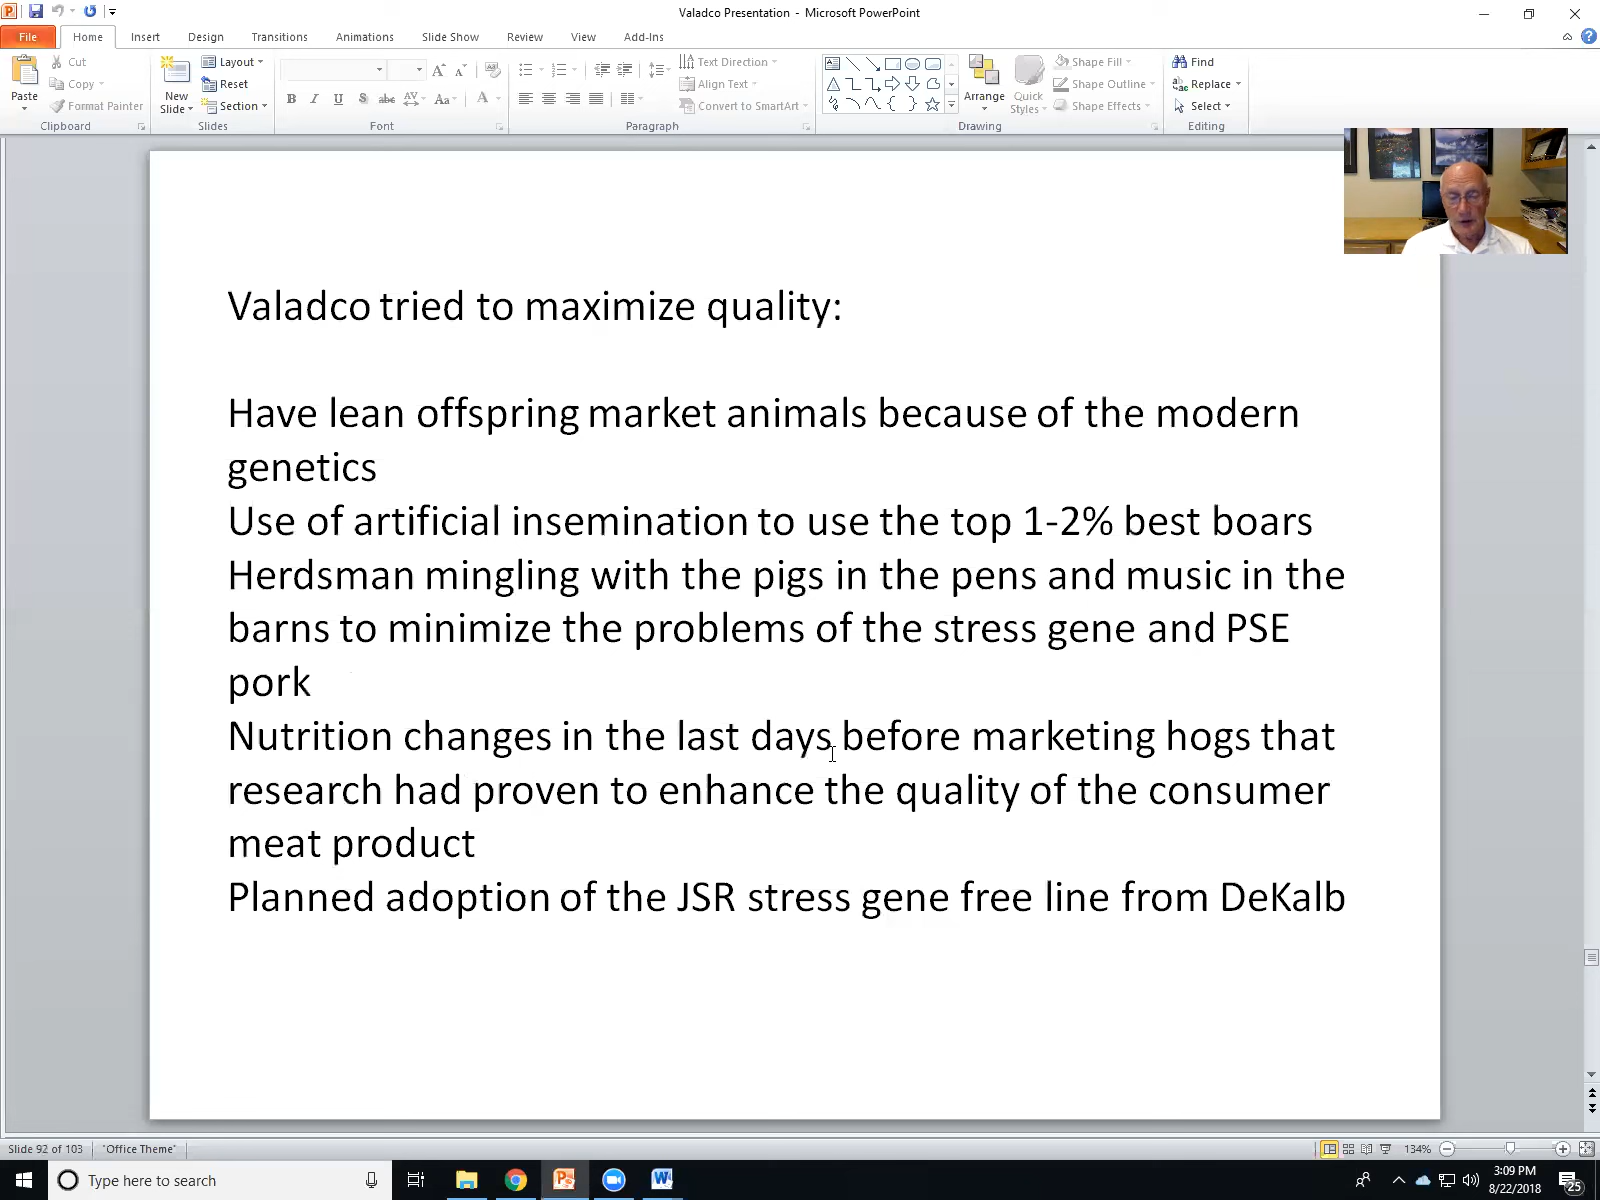 Valadco Presentation - Microsoft PowerPoint
File Home Insert Design Transitions Animations Slide Show Review View Add-Ins
Paste
Cut
Copy
Format Painter
Clipboard
New Slide
Layout
Reset
Section
Slides
B I U S abc AV Aa A
Font
Text Direction
Align Text
Convert to SmartArt
Paragraph
Arrange
Quick Styles
Shape Fill
Shape Outline
Shape Effects
Drawing
Find
Replace
Select
Editing
Valadco tried to maximize quality:
Have lean offspring market animals because of the modern
genetics
Use of artificial insemination to use the top 1-2% best boars
Herdsman mingling with the pigs in the pens and music in the
barns to minimize the problems of the stress gene and PSE
pork
Nutrition changes in the last days before marketing hogs that
research had proven to enhance the quality of the consumer
meat product
Planned adoption of the JSR stress gene free line from DeKalb
Slide 92 of 103 "Office Theme" 134%
Type here to search
3:09 PM
8/22/2018
25